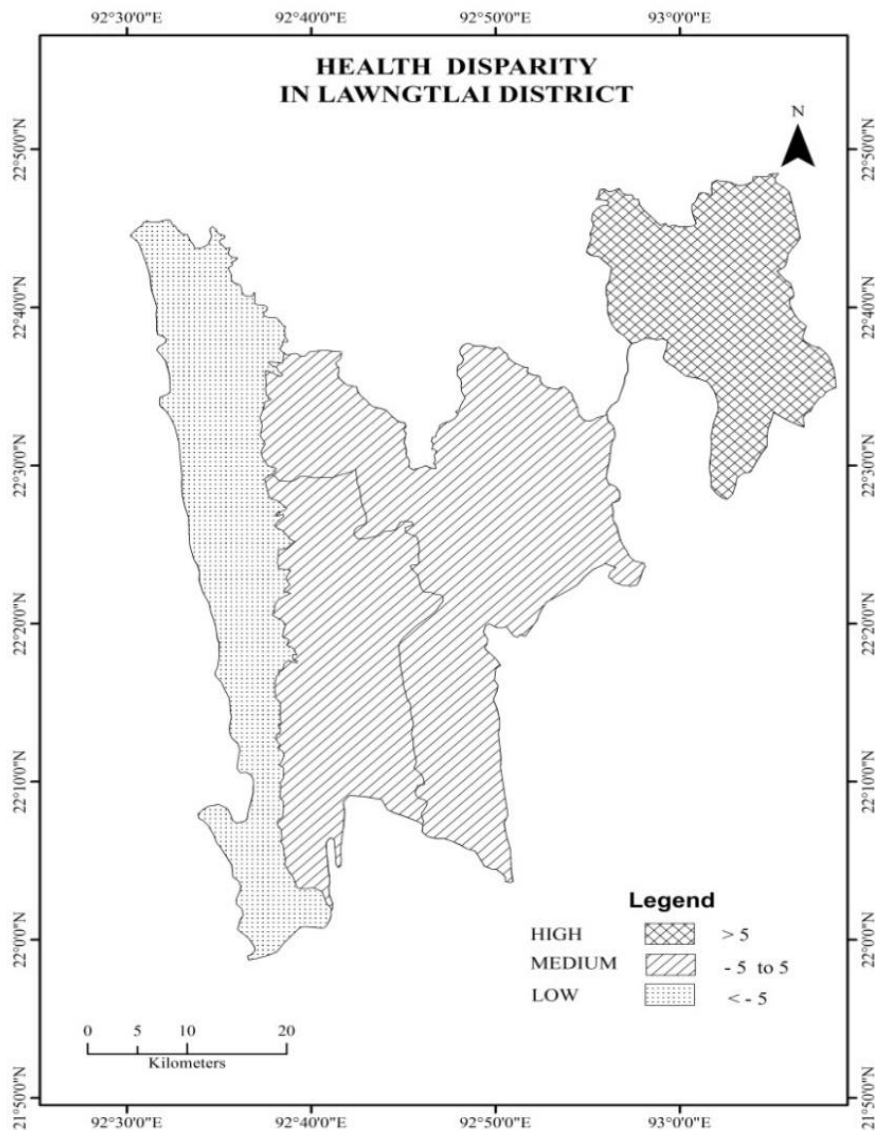 92°30'0"E 92°40'0"E 92°50'0"E 93°0'0"E
HEALTH DISPARITY
IN LAWNGTLAI DISTRICT
N
22°50'0"N 22°50'0"N
22°40'0"N 22°40'0"N
22°30'0"N 22°30'0"N
22°20'0"N 22°20'0"N
22°10'0"N 22°10'0"N
22°0'0"N 22°0'0"N
21°50'0"N 21°50'0"N
Legend
HIGH > 5
MEDIUM - 5 to 5
LOW < - 5
0 5 10 20
Kilometers
92°30'0"E 92°40'0"E 92°50'0"E 93°0'0"E